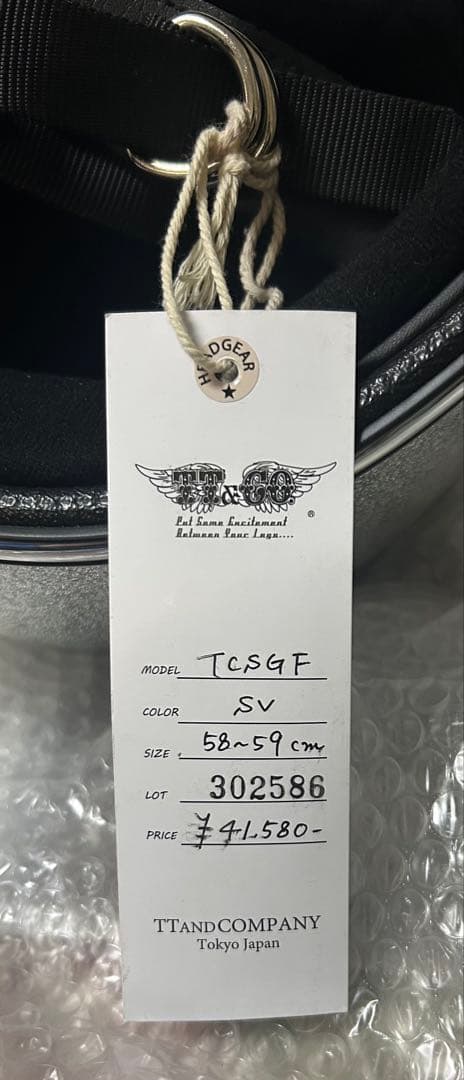 HEADGEAR
TT&CO
®
Put Some Excitement
Between Your Legs....
MODEL TCSGF
COLOR SV
SIZE 58~59 cm
LOT 302586
PRICE ¥41.580-
TTANDCOMPANY
Tokyo Japan